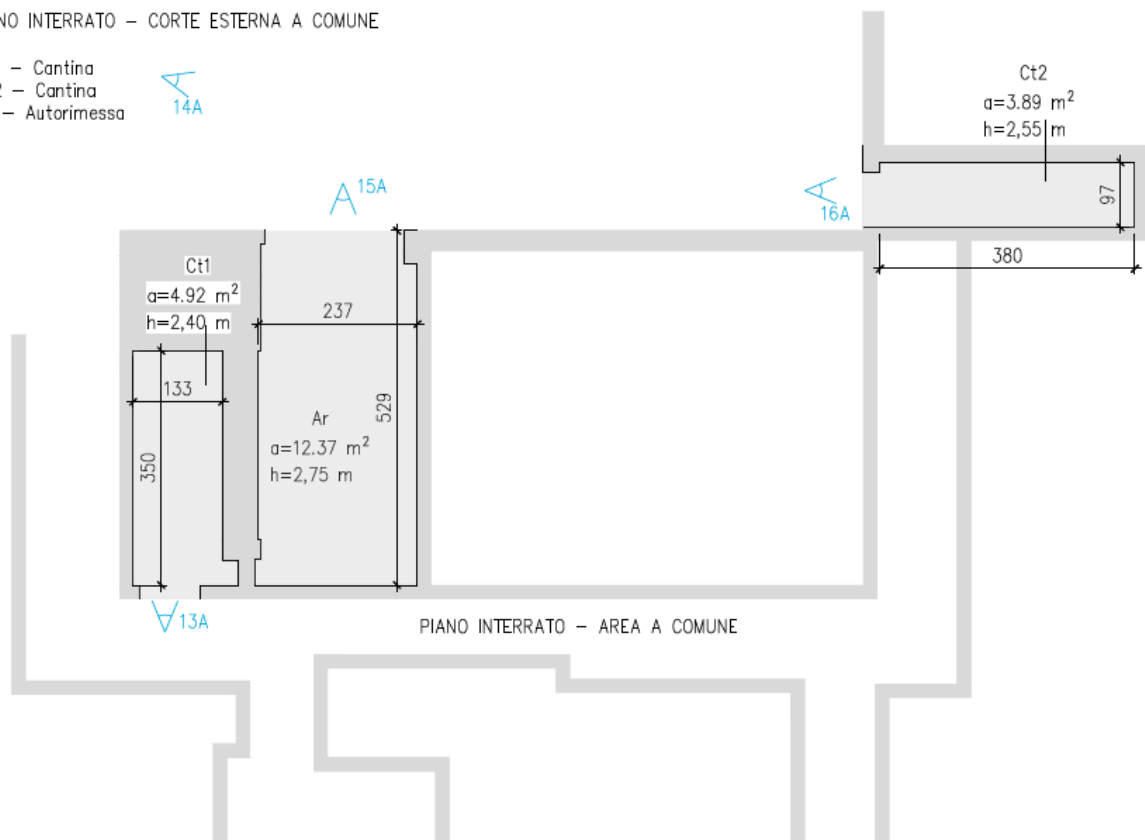 NO INTERRATO – CORTE ESTERNA A COMUNE
– Cantina
2 – Cantina
– Autorimessa
14A
15A
16A
Ct2
a=3.89 m²
h=2,55 m
97
380
Ct1
a=4.92 m²
h=2,40 m
133
350
237
529
Ar
a=12.37 m²
h=2,75 m
13A
PIANO INTERRATO – AREA A COMUNE